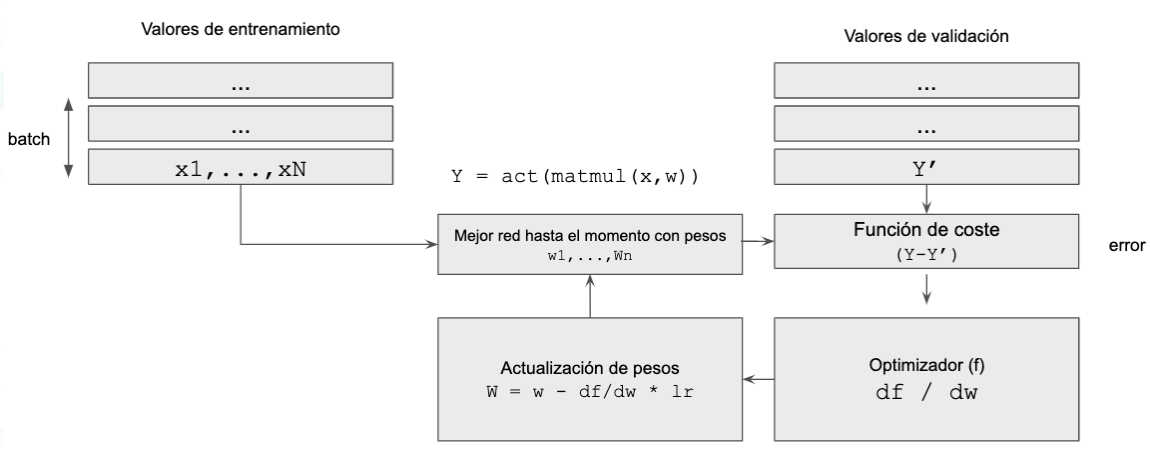 Valores de entrenamiento
Valores de validación
...
...
batch
...
...
x1,...,xN
Y = act(matmul(x,w))
Y’
Mejor red hasta el momento con pesos
w1,...,Wn
Función de coste
(Y-Y’)
error
Actualización de pesos
W = w - df/dw * lr
Optimizador (f)
df / dw